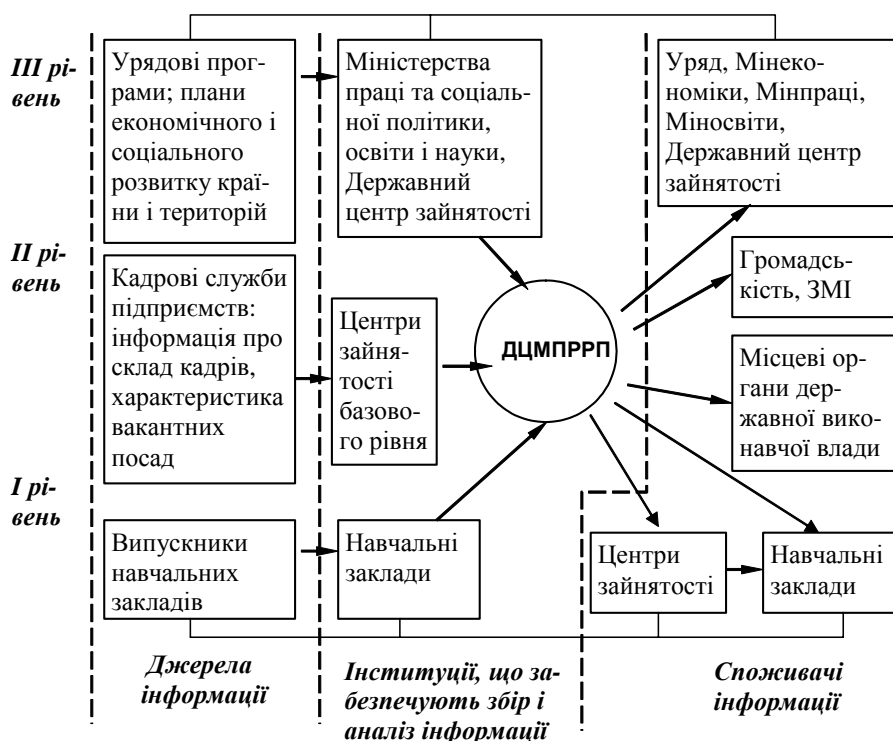 III рі-
вень
Урядові прог-
рами; плани
економічного і
соціального
розвитку краї-
ни і територій
Міністерства
праці та соціаль-
ної політики,
освіти і науки,
Державний
центр зайнятості
Уряд, Мінеко-
номіки, Мінпраці,
Міносвіти,
Державний центр
зайнятості
II рі-
вень
Кадрові служби
підприємств:
інформація про
склад кадрів,
характеристика
вакантних
посад
Центри
зайня-
тості
базово-
го рівня
ДЦМПРРП
Громадсь-
кість, ЗМІ
Місцеві ор-
гани дер-
жавної вико-
навчої влади
I рі-
вень
Випускники
навчальних
закладів
Навчальні
заклади
Центри
зайнятості
Навчальні
заклади
Джерела
інформації
Інституції, що за-
безпечують збір і
аналіз інформації
Споживачі
інформації